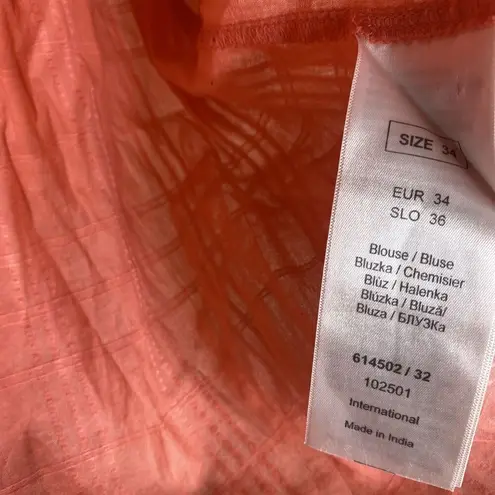 SIZE 34
EUR 34
SLO 36
Blouse / Bluse
Bluzka / Chemisier
Blúz / Halenka
Blúzka / Bluză/
Bluza / БЛУЗКа
614502 / 32
102501
International
Made in India